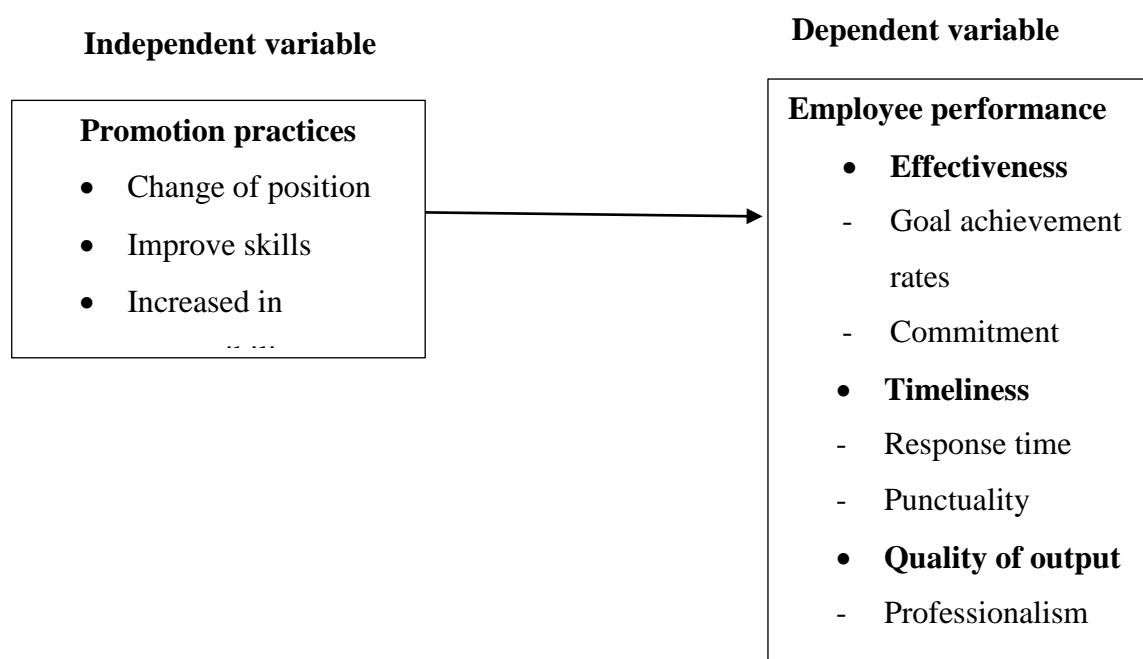 Independent variable
Dependent variable
Promotion practices
• Change of position
• Improve skills
• Increased in
Employee performance
• Effectiveness
- Goal achievement
rates
- Commitment
• Timeliness
- Response time
- Punctuality
• Quality of output
- Professionalism